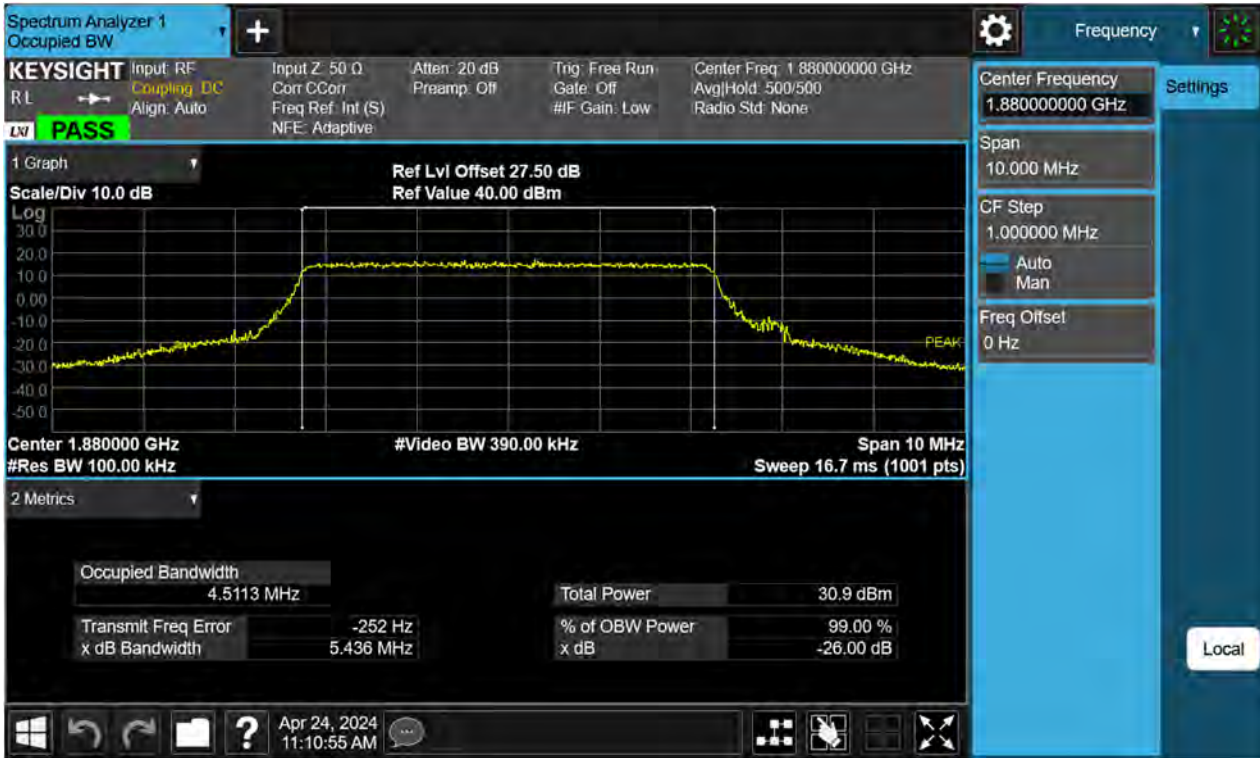 Spectrum Analyzer 1
Occupied BW
+
Frequency
KEYSIGHT
R L
LXI
PASS
Input: RF
Coupling: DC
Align: Auto
Input Z: 50 Ω
Corr CCorr
Freq Ref: Int (S)
NFE: Adaptive
Atten: 20 dB
Preamp: Off
Trig: Free Run
Gate: Off
#IF Gain: Low
Center Freq: 1.880000000 GHz
Avg|Hold: 500/500
Radio Std: None
Center Frequency
1.880000000 GHz
Settings
Span
10.000 MHz
CF Step
1.000000 MHz
Auto
Man
Freq Offset
0 Hz
Local
1 Graph
Scale/Div 10.0 dB
Ref Lvl Offset 27.50 dB
Ref Value 40.00 dBm
Log
30.0
20.0
10.0
0.00
-10.0
-20.0
-30.0
-40.0
-50.0
PEAK
Center 1.880000 GHz
#Video BW 390.00 kHz
Span 10 MHz
#Res BW 100.00 kHz
Sweep 16.7 ms (1001 pts)
2 Metrics
Occupied Bandwidth
4.5113 MHz
Total Power 30.9 dBm
Transmit Freq Error -252 Hz
% of OBW Power 99.00 %
x dB Bandwidth 5.436 MHz
x dB -26.00 dB
?
Apr 24, 2024
11:10:55 AM